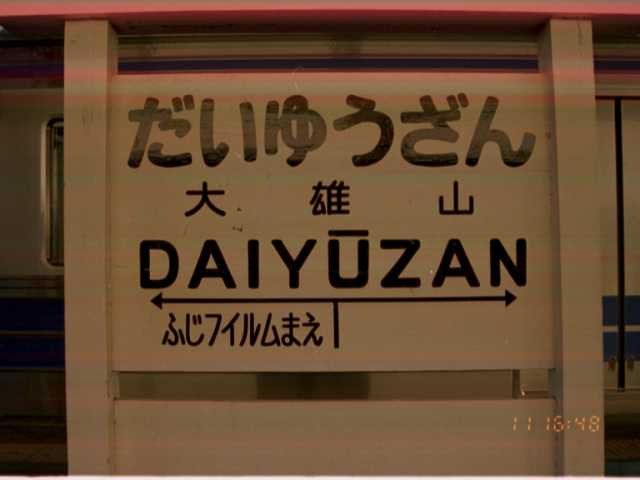 だいゆうざん
大雄山
DAIYŪZAN
ふじフイルムまえ
11 16:48